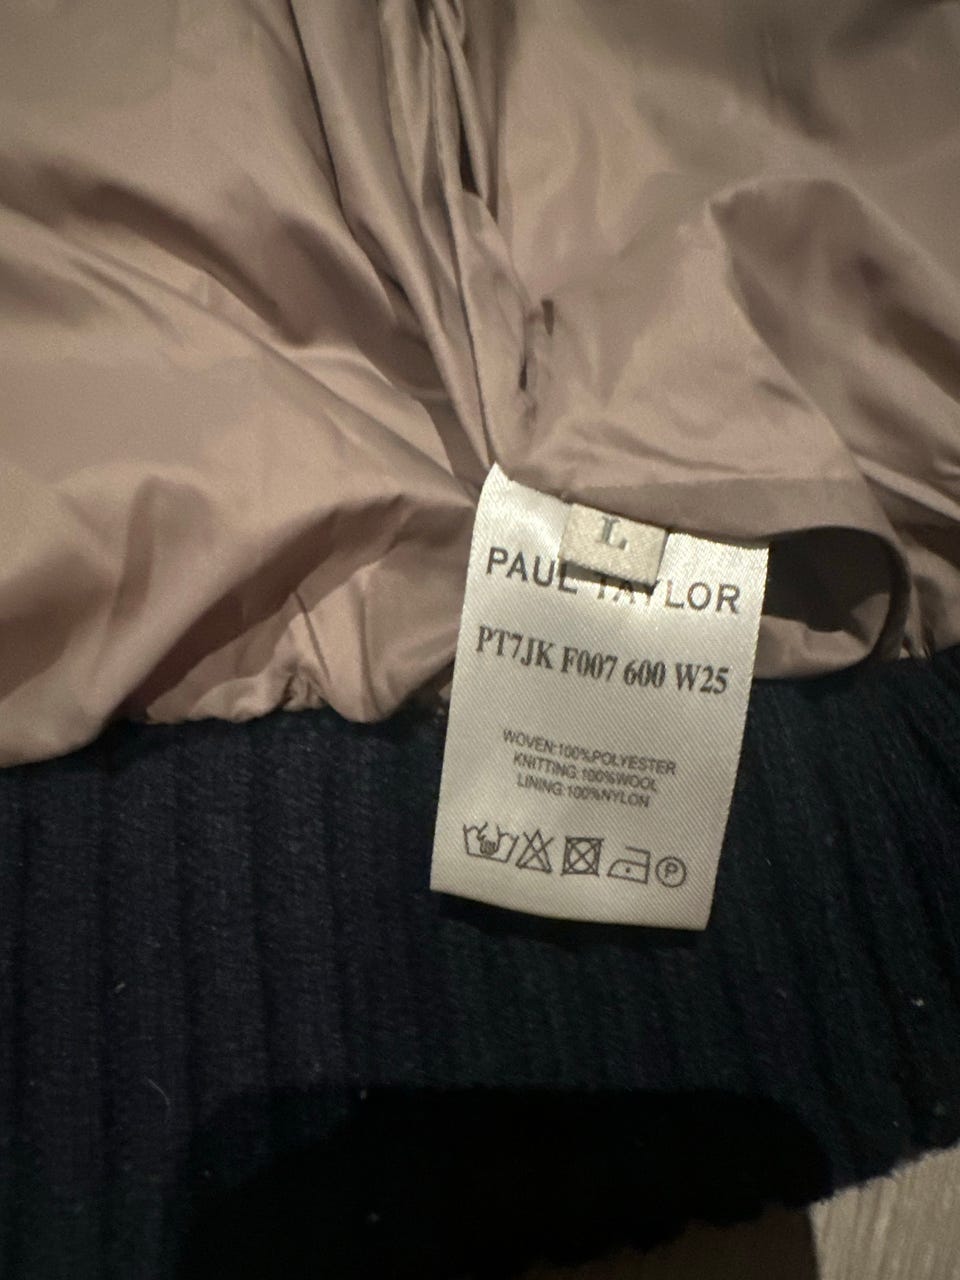 L
PAUL TAYLOR
PT7JK F007 600 W25
WOVEN:100%POLYESTER
KNITTING:100%WOOL
LINING:100%NYLON
P